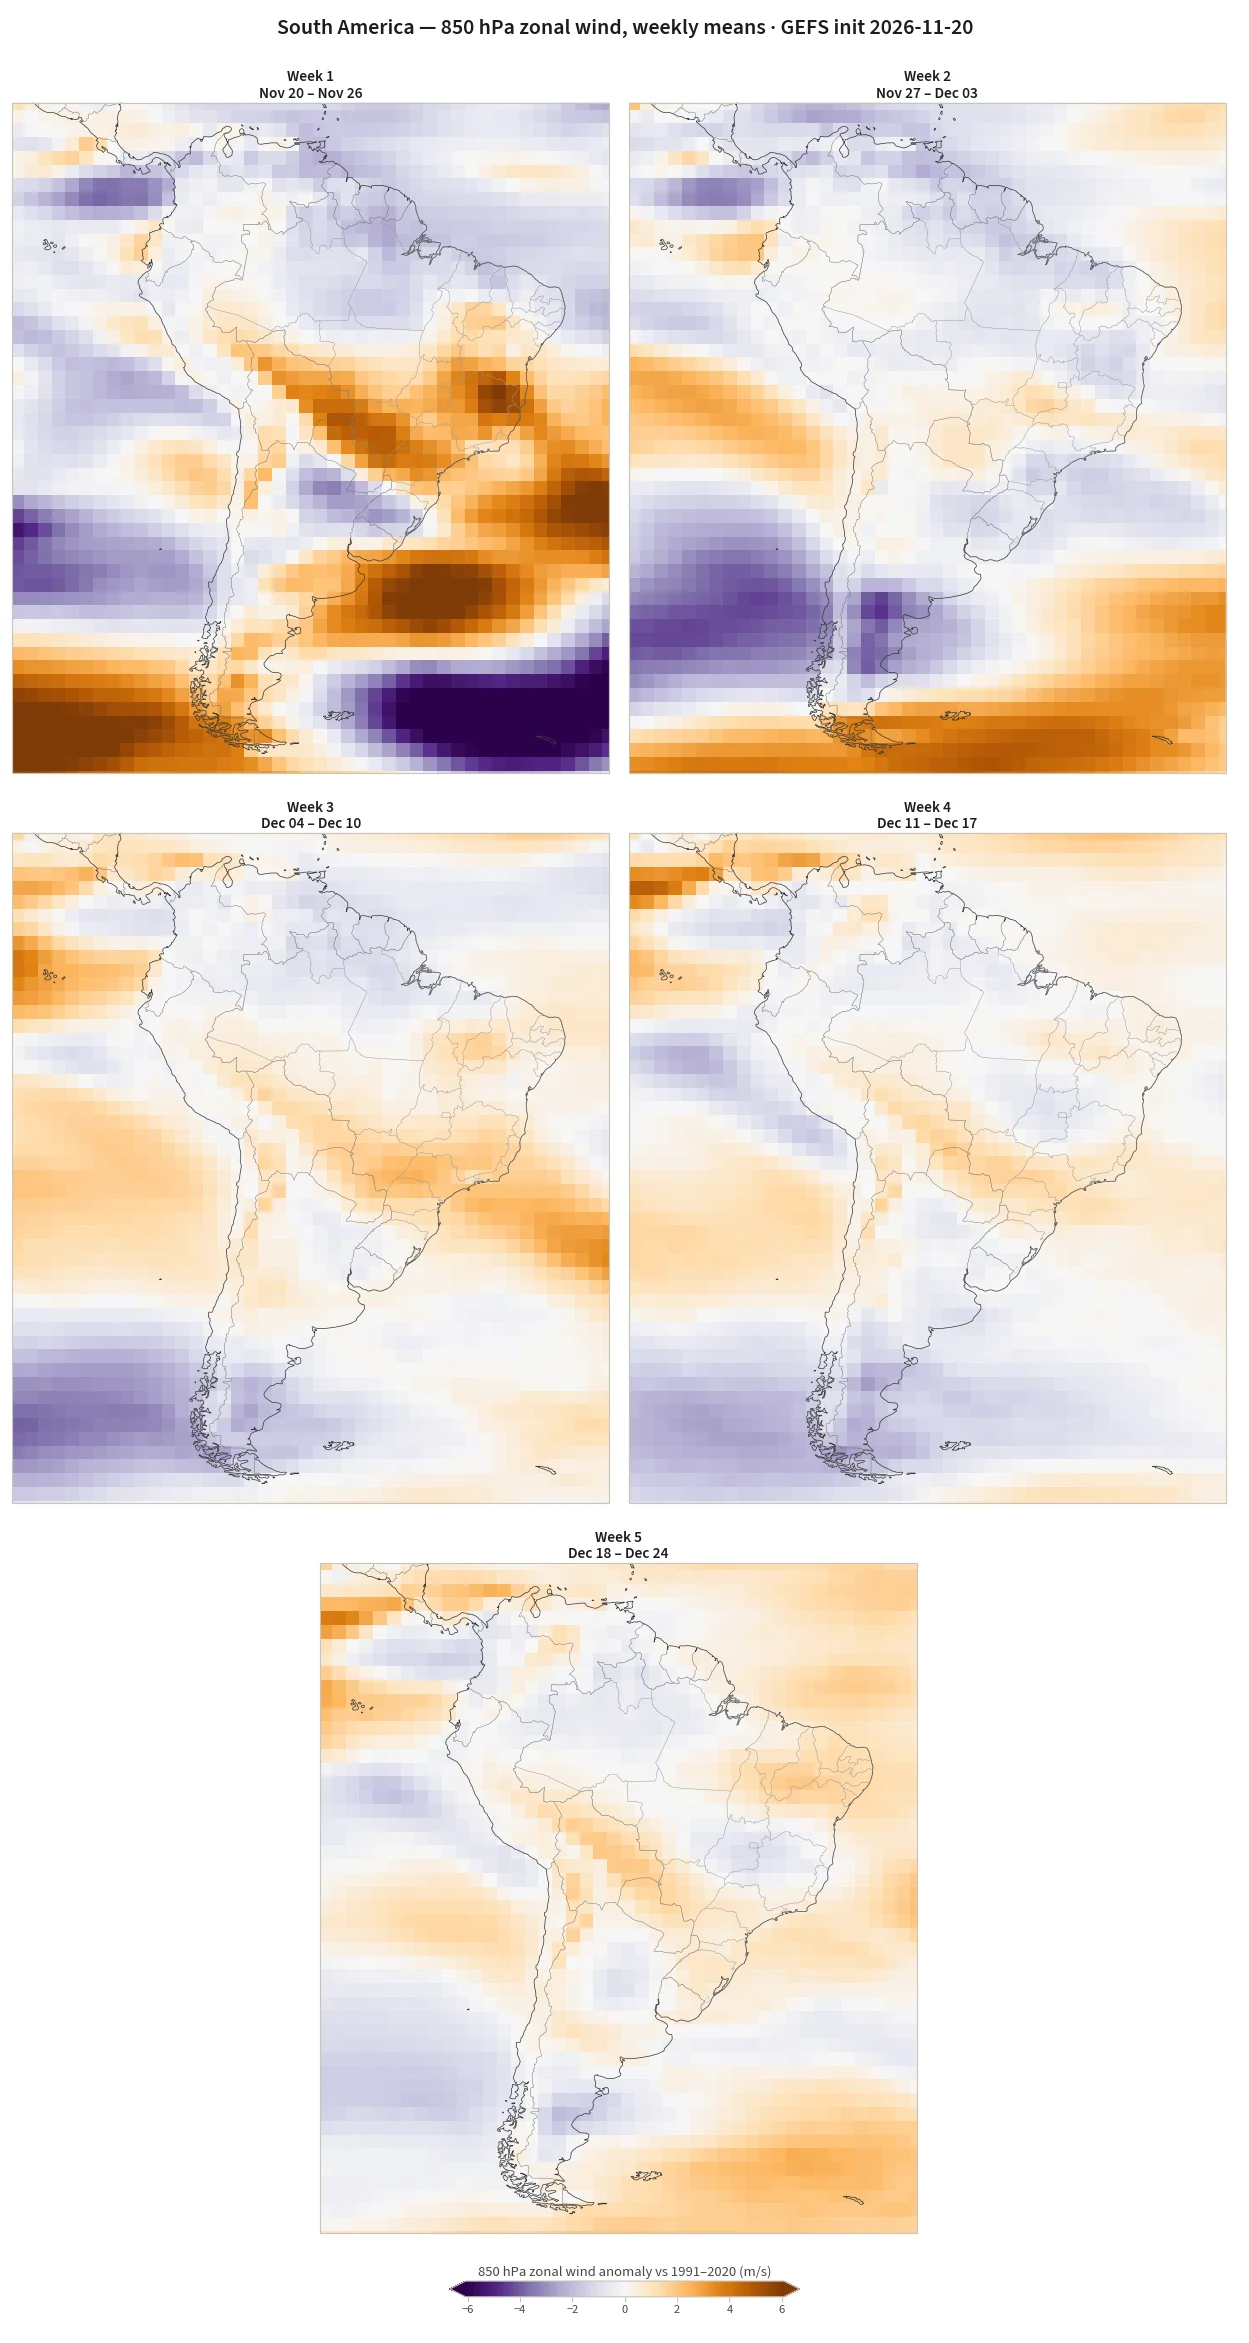 South America — 850 hPa zonal wind, weekly means · GEFS init 2026-11-20
Week 1
Nov 20 – Nov 26
Week 2
Nov 27 – Dec 03
Week 3
Dec 04 – Dec 10
Week 4
Dec 11 – Dec 17
Week 5
Dec 18 – Dec 24
850 hPa zonal wind anomaly vs 1991–2020 (m/s)
−6 −4 −2 0 2 4 6